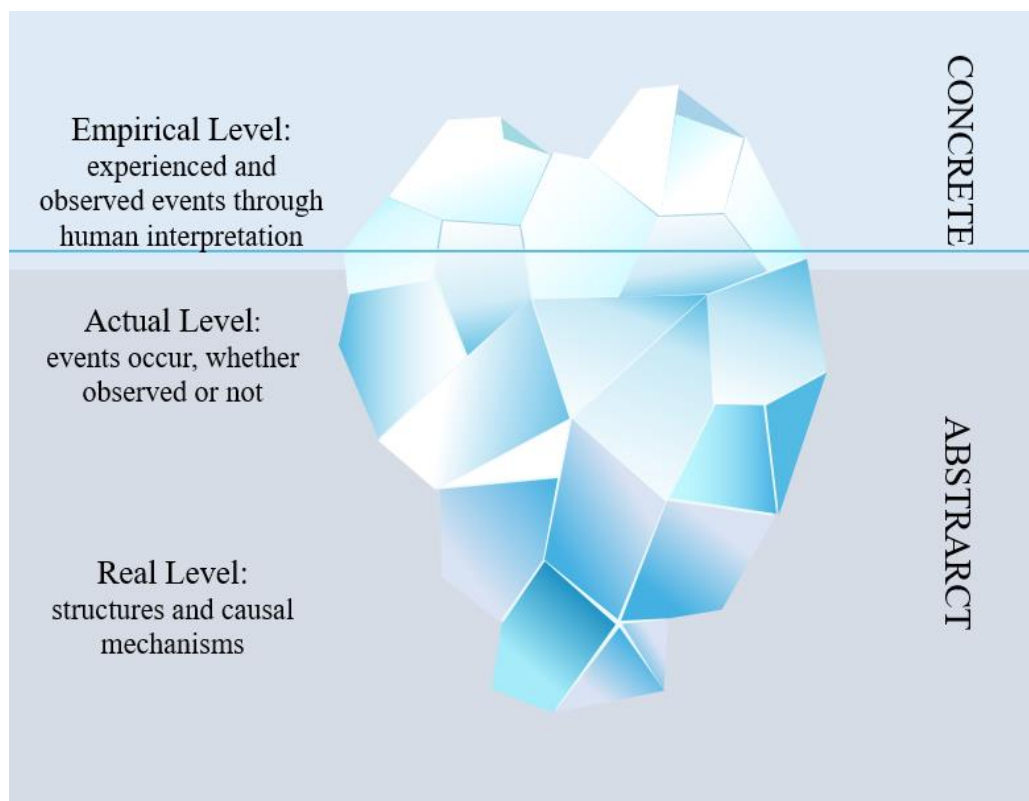 Empirical Level:
experienced and
observed events through
human interpretation
CONCRETE
Actual Level:
events occur, whether
observed or not
ABSTRARCT
Real Level:
structures and causal
mechanisms